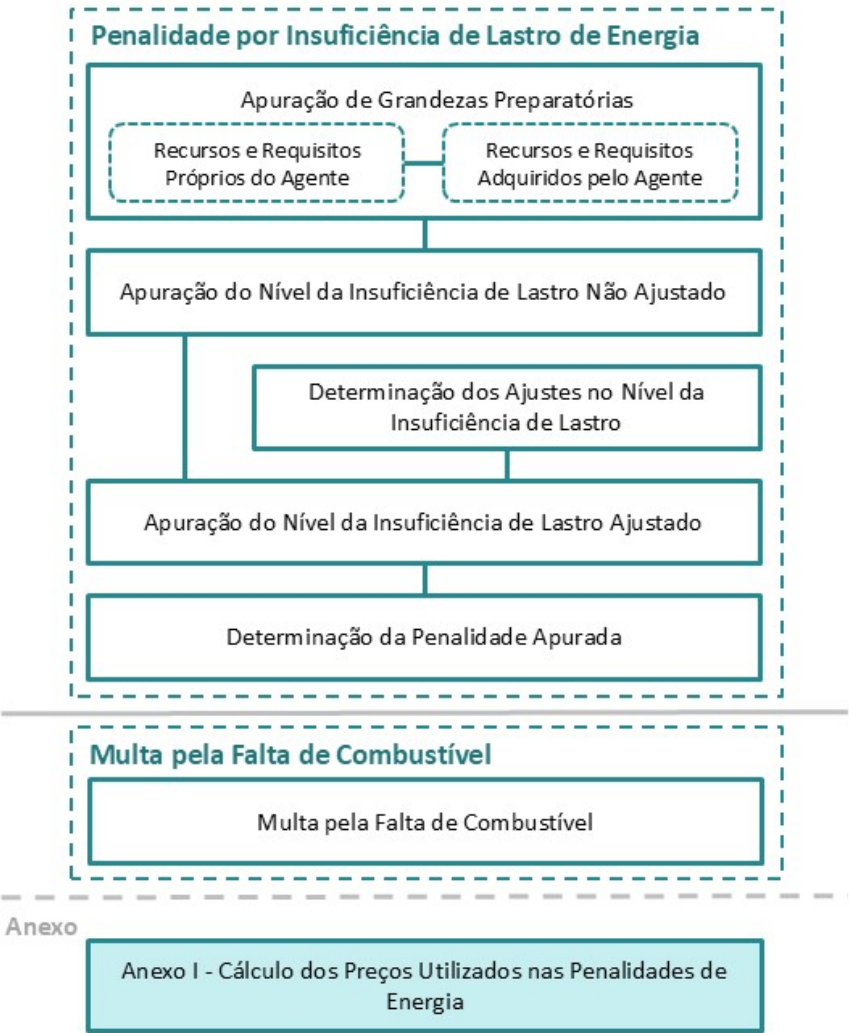 Penalidade por Insuficiência de Lastro de Energia
Apuração de Grandezas Preparatórias
Recursos e Requisitos
Próprios do Agente
Recursos e Requisitos
Adquiridos pelo Agente
Apuração do Nível da Insuficiência de Lastro Não Ajustado
Determinação dos Ajustes no Nível da
Insuficiência de Lastro
Apuração do Nível da Insuficiência de Lastro Ajustado
Determinação da Penalidade Apurada
Multa pela Falta de Combustível
Multa pela Falta de Combustível
Anexo
Anexo I - Cálculo dos Preços Utilizados nas Penalidades de
Energia